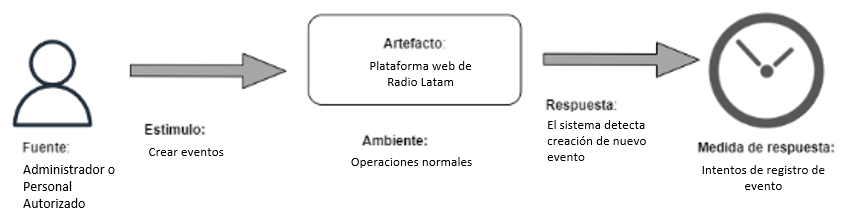 Fuente:
Administrador o
Personal
Autorizado
Estimulo:
Crear eventos
Artefacto:
Plataforma web de
Radio Latam
Ambiente:
Operaciones normales
Respuesta:
El sistema detecta
creación de nuevo
evento
Medida de respuesta:
Intentos de registro de
evento